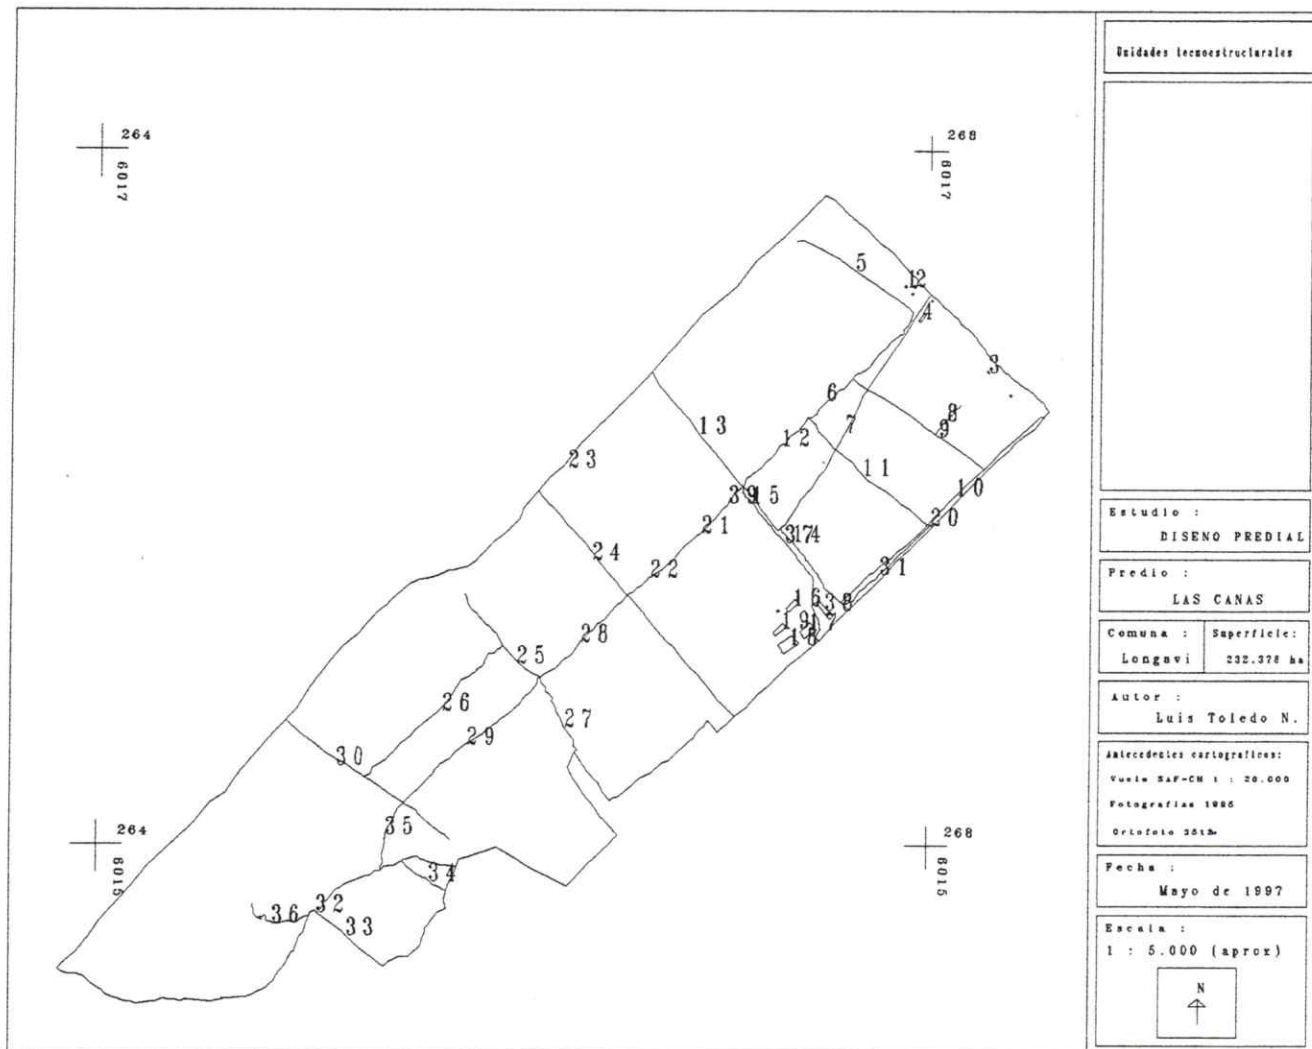 Unidades tecnoestructurales
264
6017
268
6017
5
12
4
3
6
8
9
7
13
12
23
11
10
39
15
20
21
24
22
31
16
38
19
18
28
25
26
27
29
30
35
264
6015
268
6015
34
32
36
33
Estudio :
DISENO PREDIAL
Predio :
LAS CANAS
Comuna :
Longavi
Superficie:
232.378 ha
Autor :
Luis Toledo N.
Antecedentes cartograficos:
Vuelo SAF-CH 1 : 20.000
Fotografias
Ortofoto
Fecha :
Mayo de 1997
Escala :
1 : 5.000 (aprox)
N